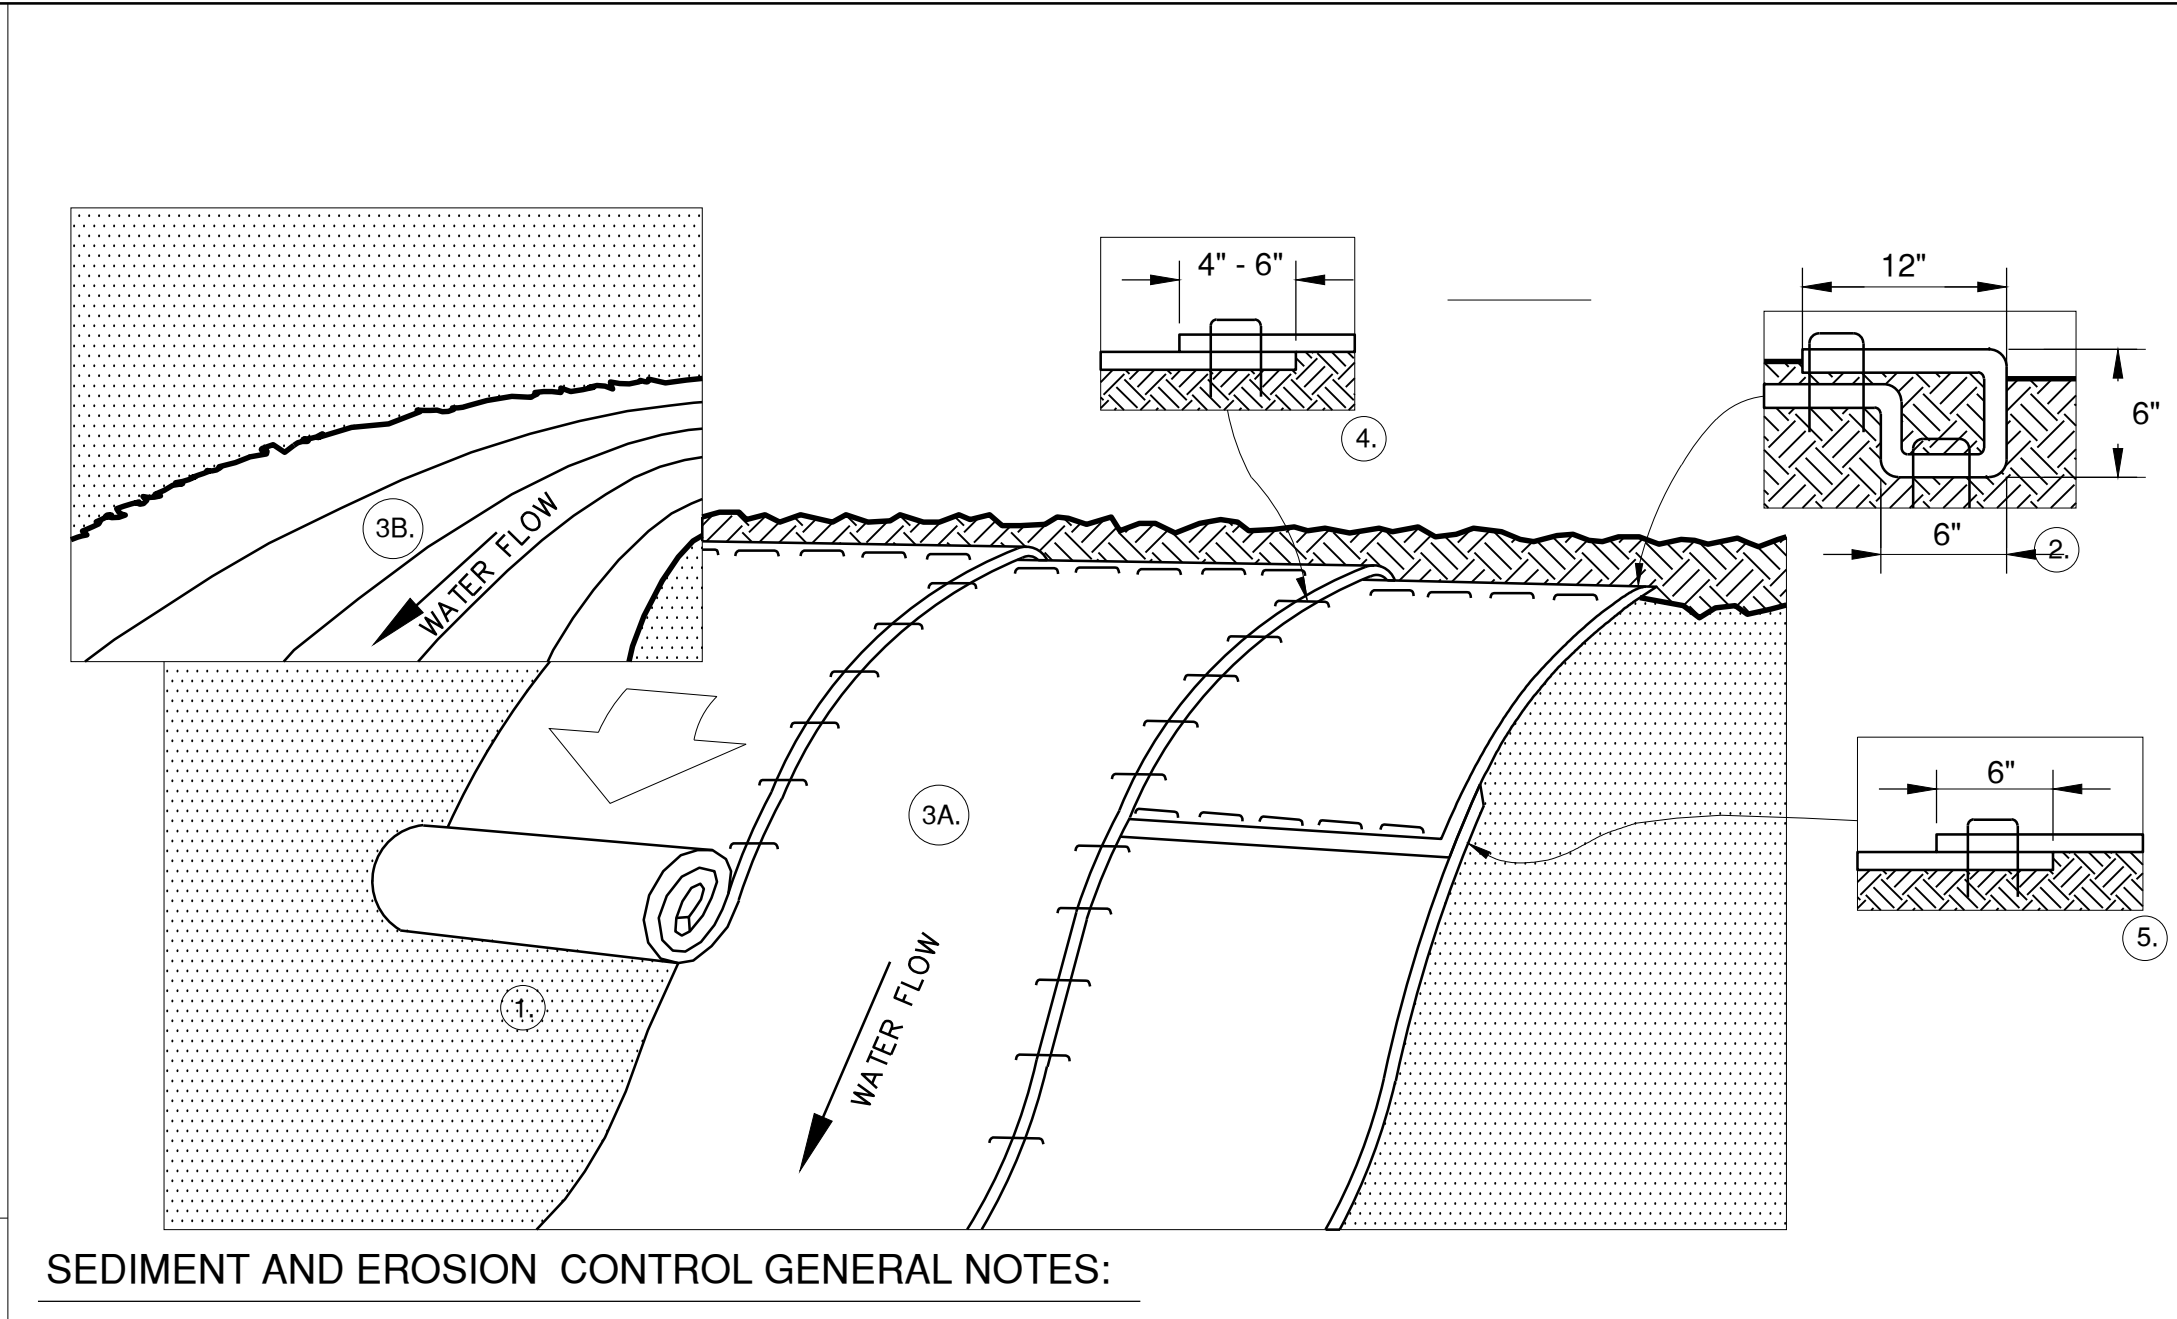 4" - 6"
12"
4.
6"
3B.
WATER FLOW
6"
2.
6"
3A.
5.
WATER FLOW
1.
SEDIMENT AND EROSION CONTROL GENERAL NOTES: